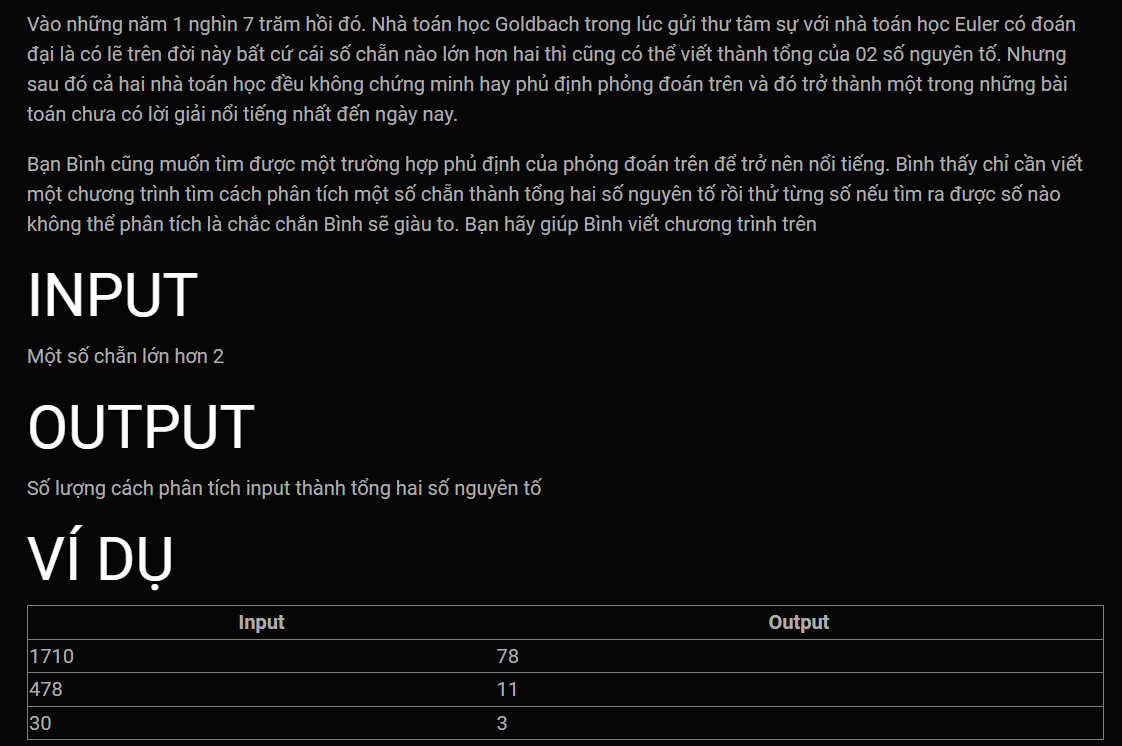 Vào những năm 1 nghìn 7 trăm hồi đó. Nhà toán học Goldbach trong lúc gửi thư tâm sự với nhà toán học Euler có đoán
đại là có lẽ trên đời này bất cứ cái số chẵn nào lớn hơn hai thì cũng có thể viết thành tổng của 02 số nguyên tố. Nhưng
sau đó cả hai nhà toán học đều không chứng minh hay phủ định phỏng đoán trên và đó trở thành một trong những bài
toán chưa có lời giải nổi tiếng nhất đến ngày nay.
Bạn Bình cũng muốn tìm được một trường hợp phủ định của phỏng đoán trên để trở nên nổi tiếng. Bình thấy chỉ cần viết
một chương trình tìm cách phân tích một số chẵn thành tổng hai số nguyên tố rồi thử từng số nếu tìm ra được số nào
không thể phân tích là chắc chắn Bình sẽ giàu to. Bạn hãy giúp Bình viết chương trình trên
INPUT
Một số chẵn lớn hơn 2
OUTPUT
Số lượng cách phân tích input thành tổng hai số nguyên tố
VÍ DỤ
Input Output
1710 78
478 11
30 3